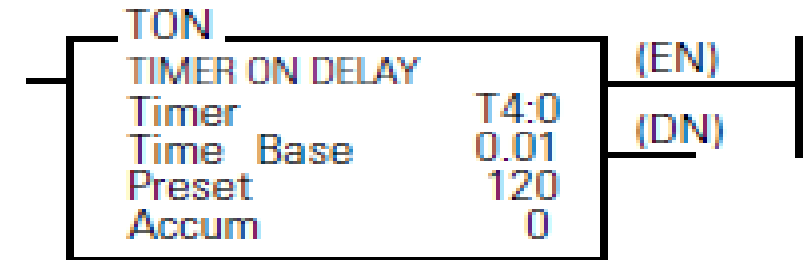 TON
TIMER ON DELAY (EN)
Timer T4:0
Time Base 0.01 (DN)
Preset 120
Accum 0